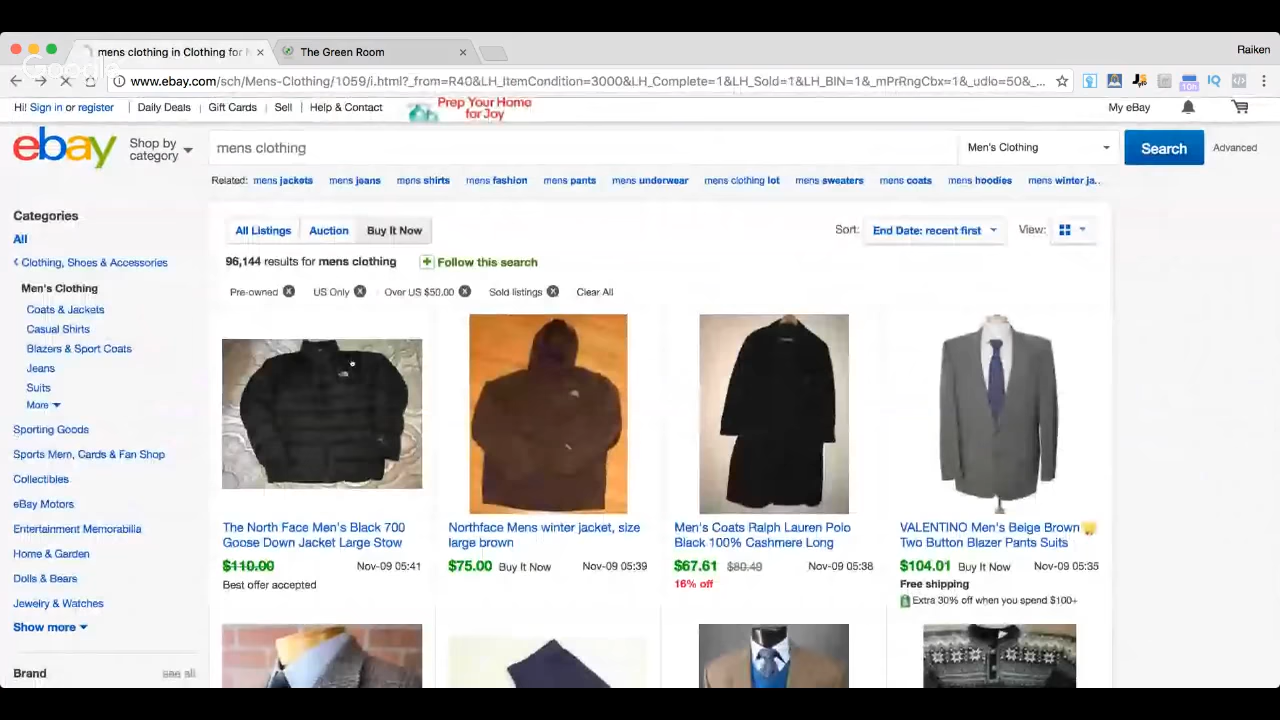 mens clothing in Clothing for
The Green Room
Raiken
Google
www.ebay.com/sch/Mens-Clothing/1059/i.html?_from=R40&LH_ItemCondition=3000&LH_Complete=1&LH_Sold=1&LH_BIN=1&_mPrRngCbx=1&_udlo=50&_...
10h
Hi! Sign in or register
Daily Deals
Gift Cards
Sell
Help & Contact
Prep Your Home
for Joy
My eBay
ebay
Shop by
category
mens clothing
Men's Clothing
Search
Advanced
Related: mens jackets mens jeans mens shirts mens fashion mens pants mens underwear mens clothing lot mens sweaters mens coats mens hoodies mens winter ja...
Categories
All
Clothing, Shoes & Accessories
Men's Clothing
Coats & Jackets
Casual Shirts
Blazers & Sport Coats
Jeans
Suits
More
Sporting Goods
Sports Mem, Cards & Fan Shop
Collectibles
eBay Motors
Entertainment Memorabilia
Home & Garden
Dolls & Bears
Jewelry & Watches
Show more
Brand
see all
All Listings
Auction
Buy It Now
Sort: End Date: recent first
View:
96,144 results for mens clothing
Follow this search
Pre-owned
US Only
Over US $50.00
Sold listings
Clear All
The North Face Men's Black 700
Goose Down Jacket Large Stow
$110.00
Nov-09 05:41
Best offer accepted
Northface Mens winter jacket, size
large brown
$75.00 Buy It Now
Nov-09 05:39
Men's Coats Ralph Lauren Polo
Black 100% Cashmere Long
$67.61 $80.49
Nov-09 05:38
16% off
VALENTINO Men's Beige Brown
Two Button Blazer Pants Suits
$104.01 Buy It Now
Nov-09 05:35
Free shipping
Extra 30% off when you spend $100+